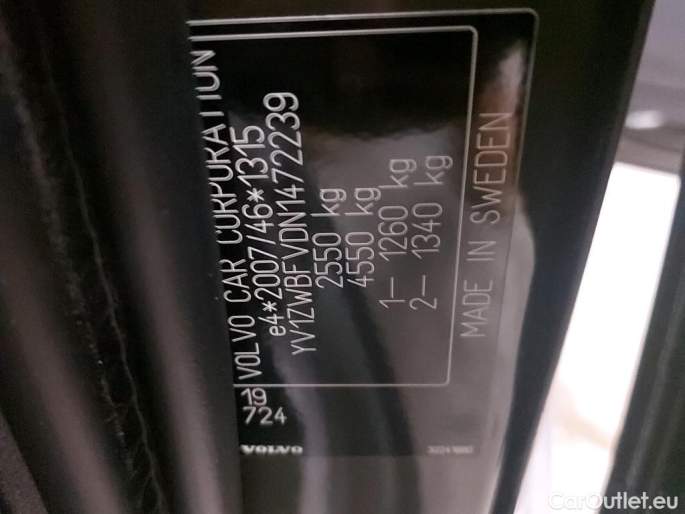 VOLVO CAR CORPORATION
e4*2007/46*1315
YV1ZWBFVDN1472239
2550 kg
4550 kg
1– 1260 kg
2– 1340 kg
MADE IN SWEDEN
19
724
VOLVO
CarOutlet.eu